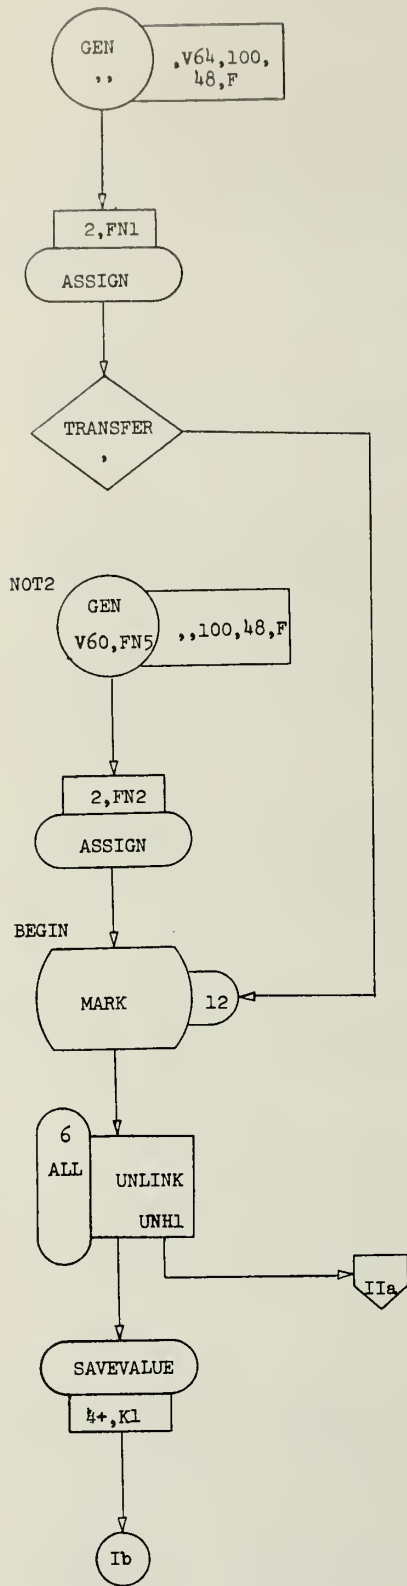 GEN
,,
,V64,100,
48,F
2,FN1
ASSIGN
TRANSFER
,
NOT2
GEN
V60,FN5
,,100,48,F
2,FN2
ASSIGN
BEGIN
MARK
12
6
ALL
UNLINK
UNH1
IIa
SAVEVALUE
4+,K1
Ib